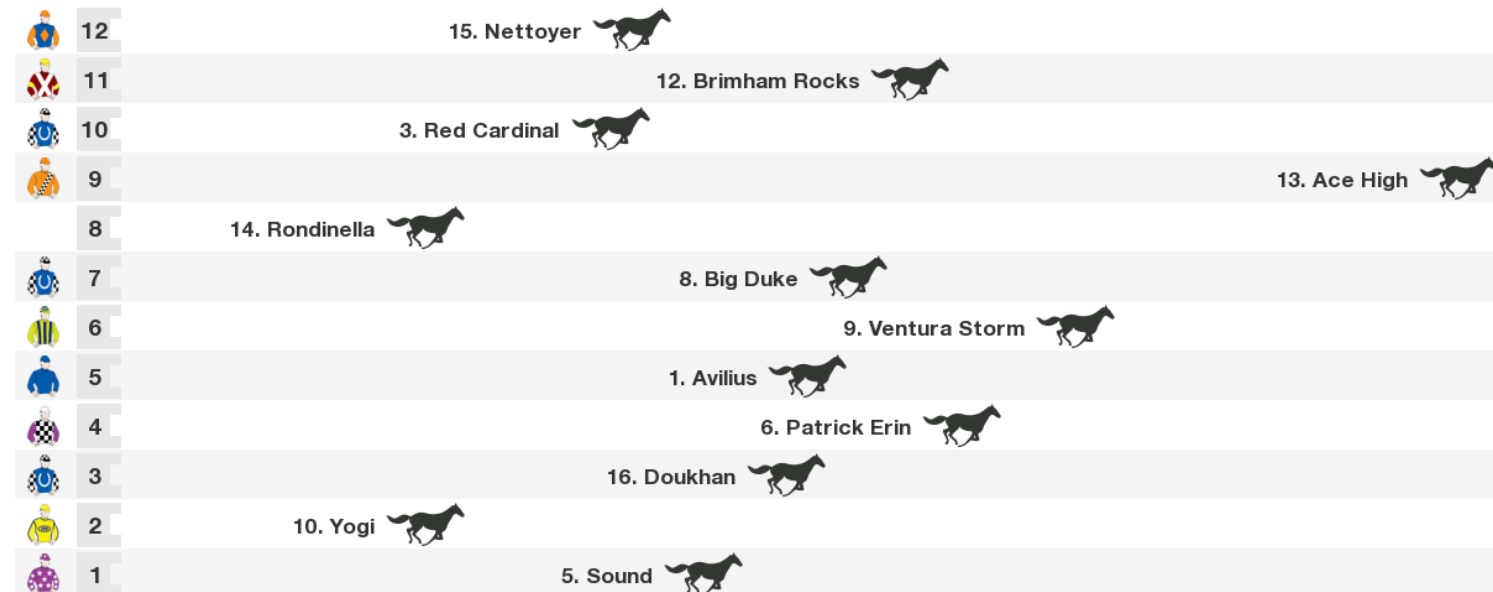 12 15. Nettoyer
11 12. Brimham Rocks
10 3. Red Cardinal
9 13. Ace High
8 14. Rondinella
7 8. Big Duke
6 9. Ventura Storm
5 1. Avilius
4 6. Patrick Erin
3 16. Doukhan
2 10. Yogi
1 5. Sound